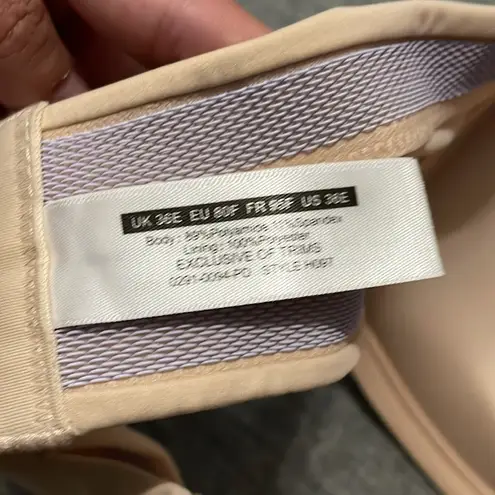 UK 36E EU 80F FR 95F US 36E
Body: 89%Polyamide 11%Spandex
Lining: 100%Polyester
EXCLUSIVE OF TRIMS
0291-0094-PO STYLE H097